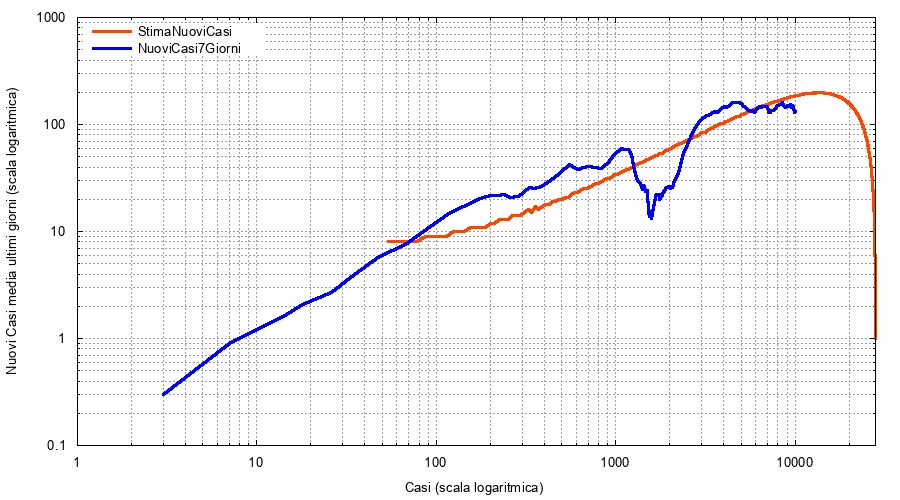 1000
100
10
1
0.1
Nuovi Casi media ultimi giorni (scala logaritmica)
StimaNuoviCasi
NuoviCasi7Giorni
1 10 100 1000 10000
Casi (scala logaritmica)